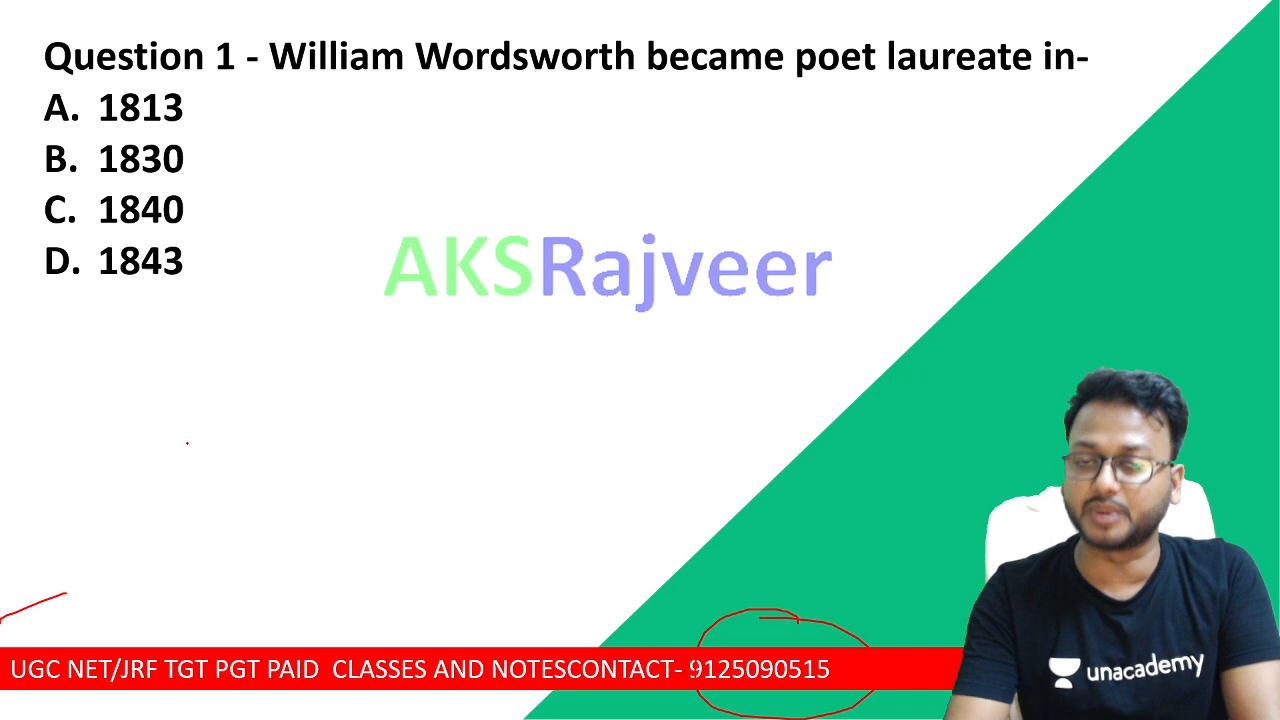 Question 1 - William Wordsworth became poet laureate in-
A. 1813
B. 1830
C. 1840
D. 1843
AKSRajveer
UGC NET/JRF TGT PGT PAID CLASSES AND NOTESCONTACT- 9125090515
unacademy